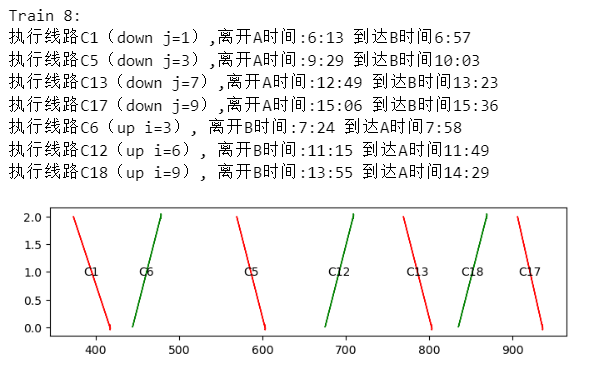 Train 8:
执行线路C1（down j=1）,离开A时间:6:13 到达B时间6:57
执行线路C5（down j=3）,离开A时间:9:29 到达B时间10:03
执行线路C13（down j=7）,离开A时间:12:49 到达B时间13:23
执行线路C17（down j=9）,离开A时间:15:06 到达B时间15:36
执行线路C6（up i=3）, 离开B时间:7:24 到达A时间7:58
执行线路C12（up i=6）, 离开B时间:11:15 到达A时间11:49
执行线路C18（up i=9）, 离开B时间:13:55 到达A时间14:29
2.0
1.5
1.0
0.5
0.0
C1 C6 C5 C12 C13 C18 C17
400 500 600 700 800 900